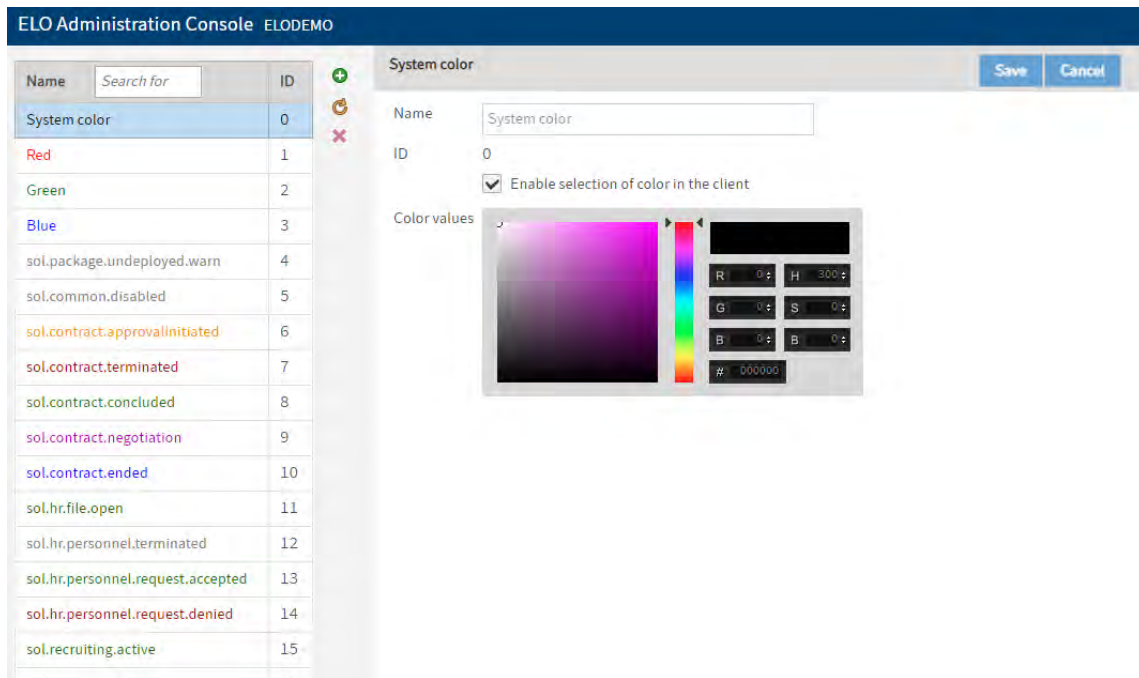 ELO Administration Console ELODEMO
Name Search for ID
System color 0
Red 1
Green 2
Blue 3
sol.package.undeployed.warn 4
sol.common.disabled 5
sol.contract.approvalinitiated 6
sol.contract.terminated 7
sol.contract.concluded 8
sol.contract.negotiation 9
sol.contract.ended 10
sol.hr.file.open 11
sol.hr.personnel.terminated 12
sol.hr.personnel.request.accepted 13
sol.hr.personnel.request.denied 14
sol.recruiting.active 15
System color
Save Cancel
Name System color
ID 0
Enable selection of color in the client
Color values
R 0 H 300
G 0 S 0
B 0 B 0
# 000000